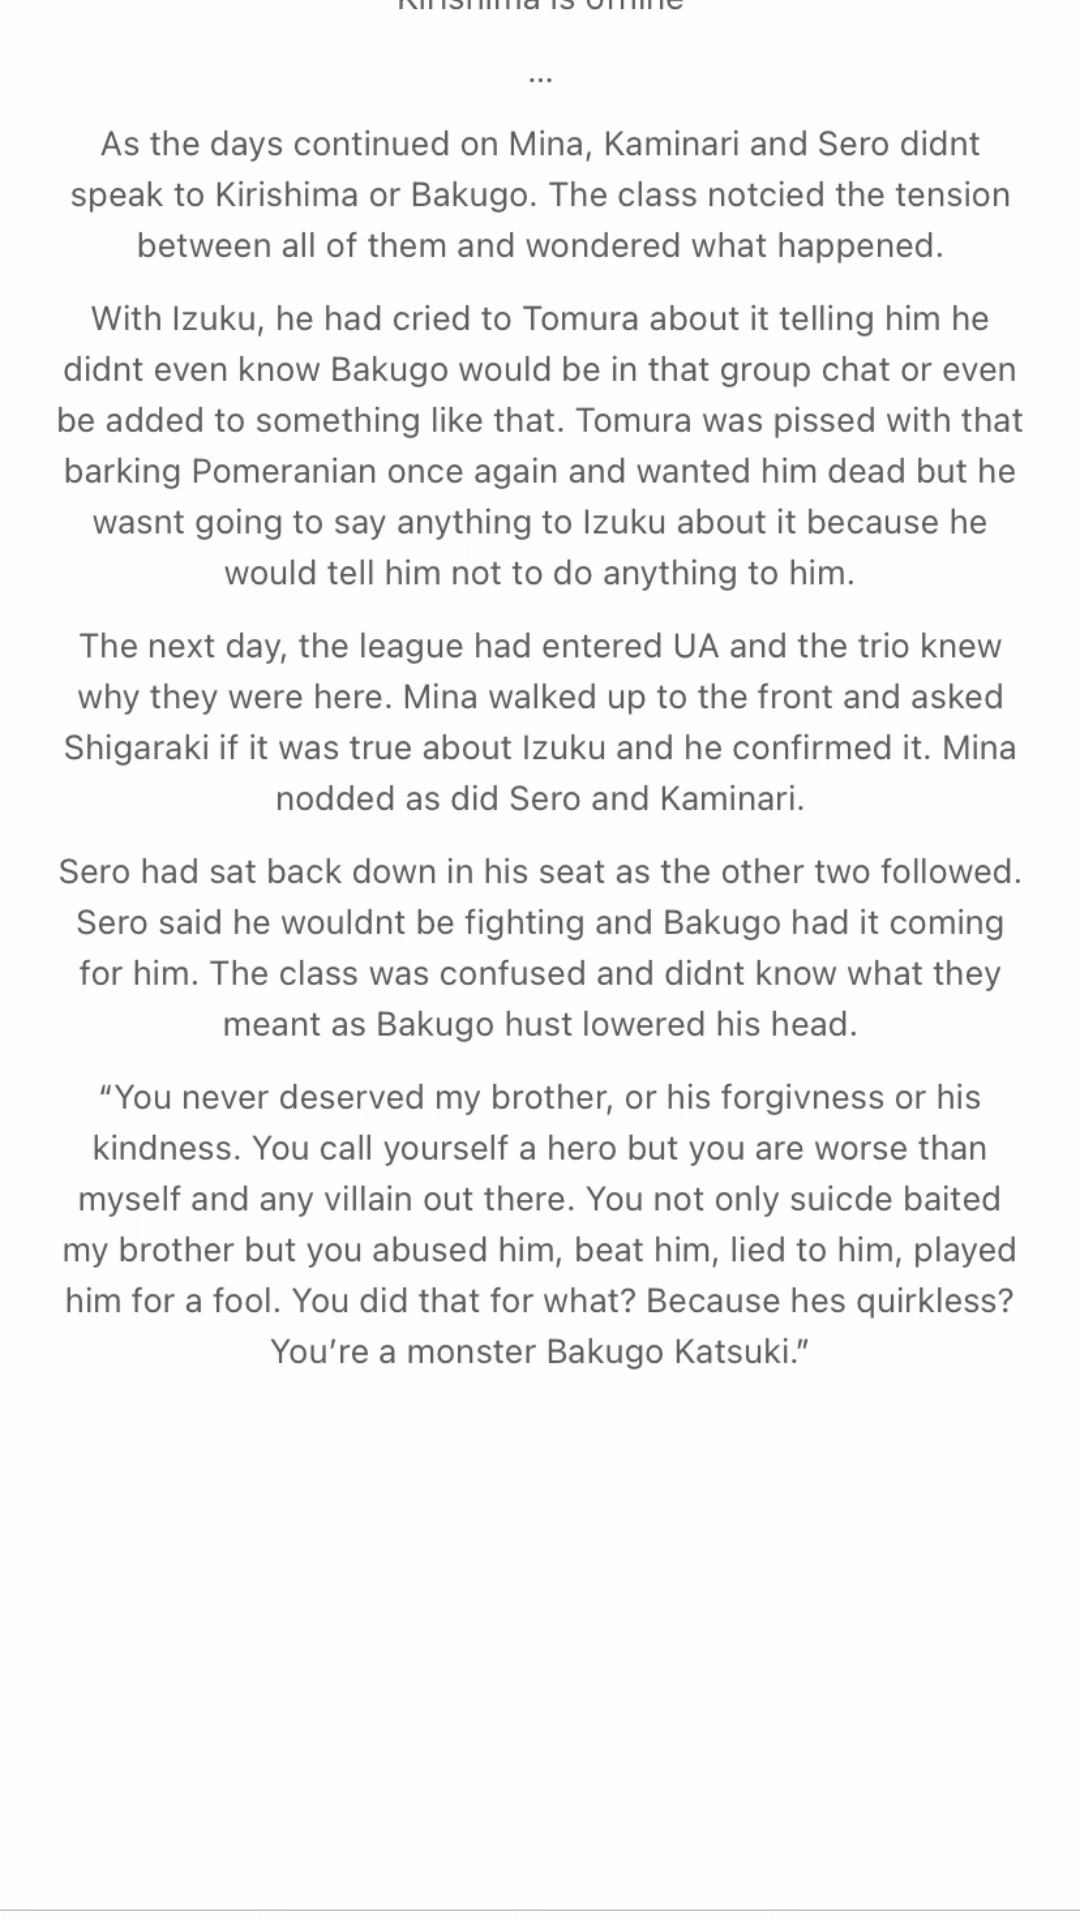 Kirishima is offline
...
As the days continued on Mina, Kaminari and Sero didnt
speak to Kirishima or Bakugo. The class notcied the tension
between all of them and wondered what happened.
With Izuku, he had cried to Tomura about it telling him he
didnt even know Bakugo would be in that group chat or even
be added to something like that. Tomura was pissed with that
barking Pomeranian once again and wanted him dead but he
wasnt going to say anything to Izuku about it because he
would tell him not to do anything to him.
The next day, the league had entered UA and the trio knew
why they were here. Mina walked up to the front and asked
Shigaraki if it was true about Izuku and he confirmed it. Mina
nodded as did Sero and Kaminari.
Sero had sat back down in his seat as the other two followed.
Sero said he wouldnt be fighting and Bakugo had it coming
for him. The class was confused and didnt know what they
meant as Bakugo hust lowered his head.
“You never deserved my brother, or his forgivness or his
kindness. You call yourself a hero but you are worse than
myself and any villain out there. You not only suicde baited
my brother but you abused him, beat him, lied to him, played
him for a fool. You did that for what? Because hes quirkless?
You’re a monster Bakugo Katsuki.”